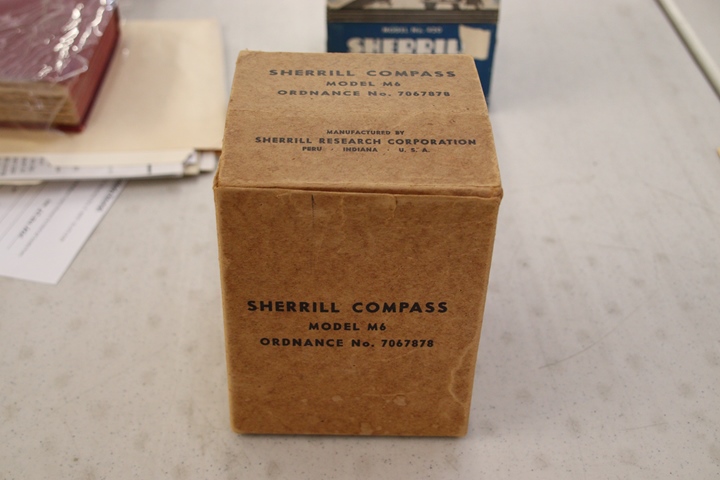 SHERRILL
SHERRILL COMPASS
MODEL M6
ORDNANCE No. 7067878
MANUFACTURED BY
SHERRILL RESEARCH CORPORATION
PERU · INDIANA · U. S. A.
SHERRILL COMPASS
MODEL M6
ORDNANCE No. 7067878